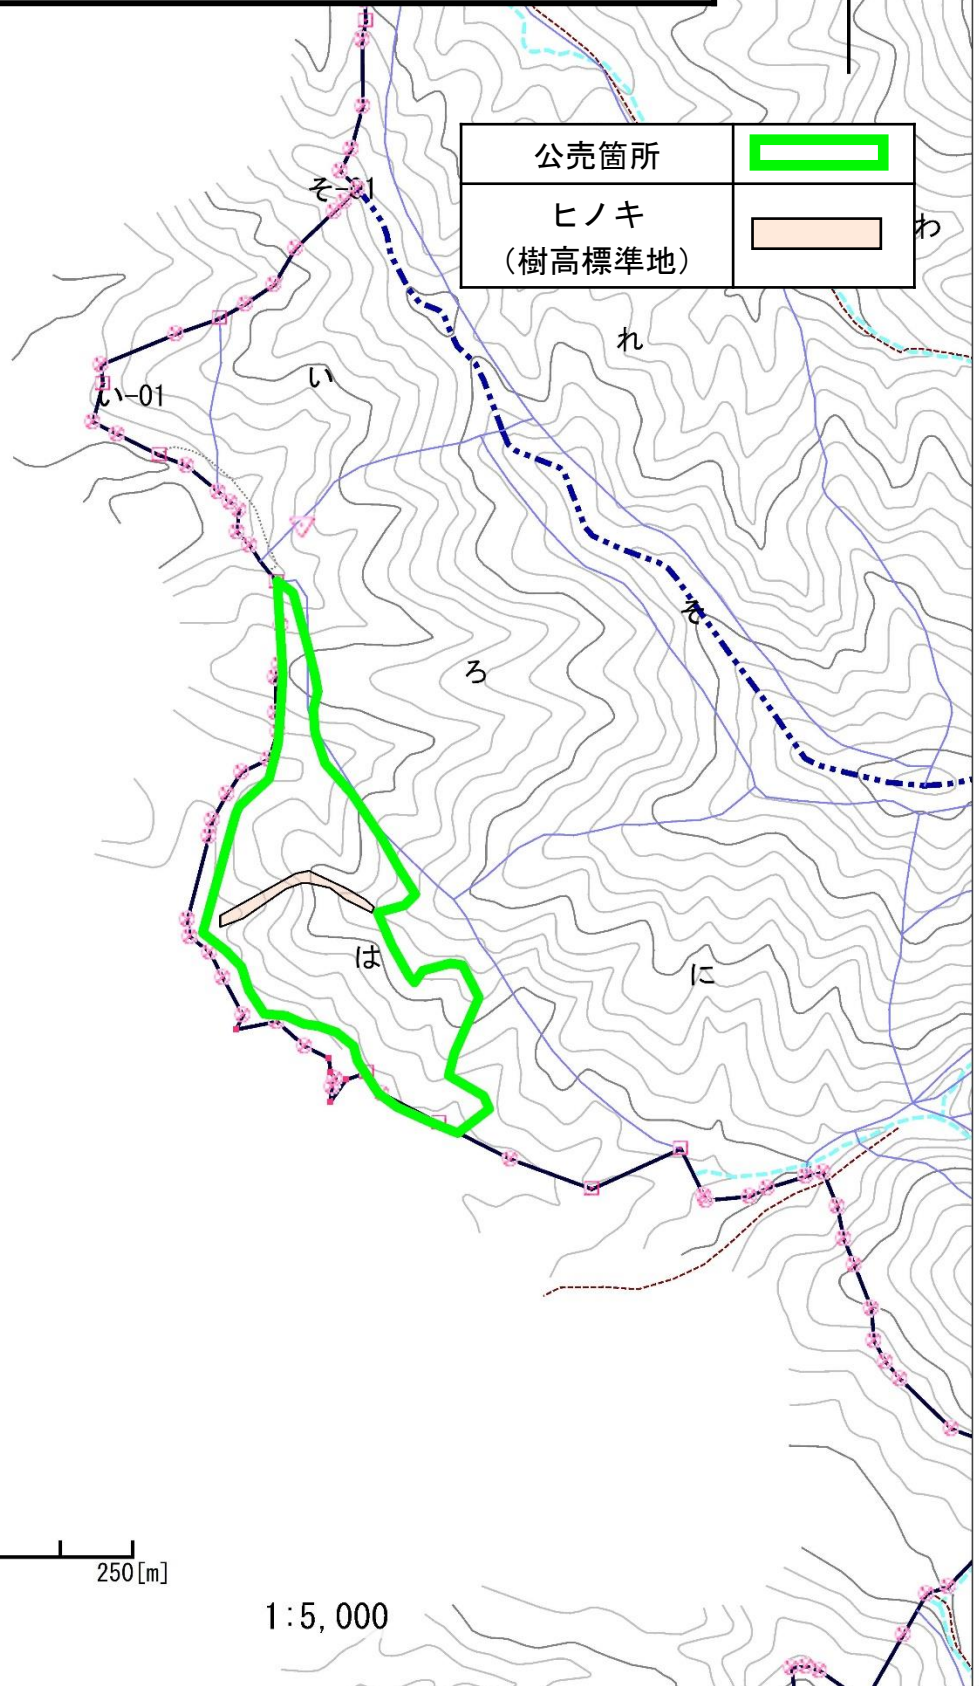 公売箇所
ヒノキ
(樹高標準地)
そ-01
わ
れ
い
い-01
そ
ろ
は
に
250[m]
1:5,000